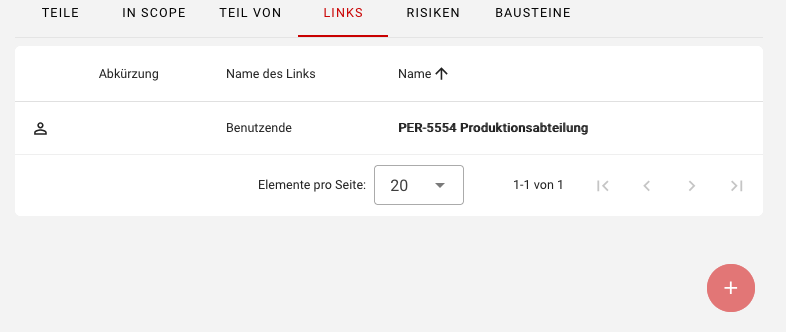 TEILE IN SCOPE TEIL VON LINKS RISIKEN BAUSTEINE
Abkürzung Name des Links Name
Benutzende PER-5554 Produktionsabteilung
Elemente pro Seite: 20 1-1 von 1